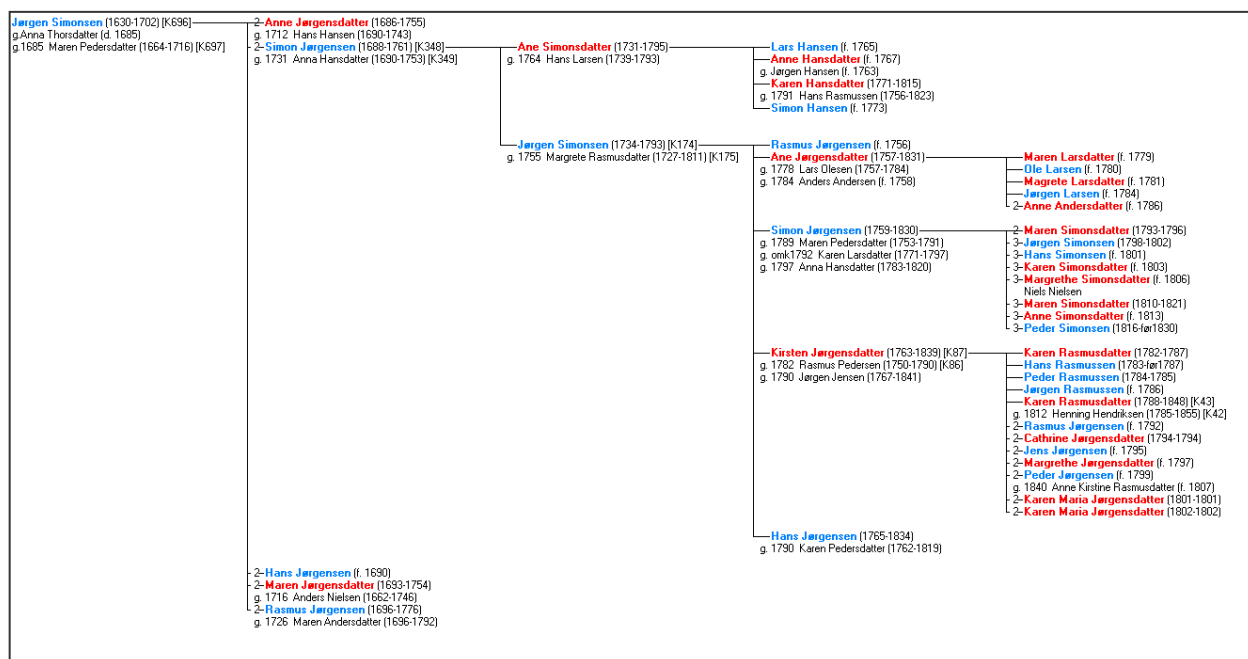 Jørgen Simonsen (1630-1702) [K696]
g.Anna Thorsdatter (d. 1685)
g.1685 Maren Pedersdatter (1664-1716) [K697]
2 Anne Jørgensdatter (1686-1755)
g. 1712 Hans Hansen (1690-1743)
2 Simon Jørgensen (1688-1761) [K348]
g. 1731 Anna Hansdatter (1690-1753) [K349]
Ane Simonsdatter (1731-1795)
g. 1764 Hans Larsen (1739-1793)
Lars Hansen (f. 1765)
Anne Hansdatter (f. 1767)
g. Jørgen Hansen (f. 1763)
Karen Hansdatter (1771-1815)
g. 1791 Hans Rasmussen (1756-1823)
Simon Hansen (f. 1773)
Jørgen Simonsen (1734-1793) [K174]
g. 1755 Margrete Rasmusdatter (1727-1811) [K175]
Rasmus Jørgensen (f. 1756)
Ane Jørgensdatter (1757-1831)
g. 1778 Lars Olesen (1757-1784)
g. 1784 Anders Andersen (f. 1758)
Maren Larsdatter (f. 1779)
Ole Larsen (f. 1780)
Magrete Larsdatter (f. 1781)
Jørgen Larsen (f. 1784)
2 Anne Andersdatter (f. 1786)
Simon Jørgensen (1759-1830)
g. 1789 Maren Pedersdatter (1753-1791)
g. omk1792 Karen Larsdatter (1771-1797)
g. 1797 Anna Hansdatter (1783-1820)
2 Maren Simonsdatter (1793-1796)
3 Jørgen Simonsen (1798-1802)
3 Hans Simonsen (f. 1801)
3 Karen Simonsdatter (f. 1803)
3 Margrethe Simonsdatter (f. 1806)
Niels Nielsen
3 Maren Simonsdatter (1810-1821)
3 Anne Simonsdatter (f. 1813)
3 Peder Simonsen (1816-før1830)
Kirsten Jørgensdatter (1763-1839) [K87]
g. 1782 Rasmus Pedersen (1750-1790) [K86]
g. 1790 Jørgen Jensen (1767-1841)
Karen Rasmusdatter (1782-1787)
Hans Rasmussen (1783-før1787)
Peder Rasmussen (1784-1785)
Jørgen Rasmussen (f. 1786)
Karen Rasmusdatter (1788-1848) [K43]
g. 1812 Henning Hendriksen (1785-1855) [K42]
2 Rasmus Jørgensen (f. 1792)
2 Cathrine Jørgensdatter (1794-1794)
2 Jens Jørgensen (f. 1795)
2 Margrethe Jørgensdatter (f. 1797)
2 Peder Jørgensen (f. 1799)
g. 1840 Anne Kirstine Rasmusdatter (f. 1807)
2 Karen Maria Jørgensdatter (1801-1801)
2 Karen Maria Jørgensdatter (1802-1802)
Hans Jørgensen (1765-1834)
g. 1790 Karen Pedersdatter (1762-1819)
2 Hans Jørgensen (f. 1690)
2 Maren Jørgensdatter (1693-1754)
g. 1716 Anders Nielsen (1662-1746)
2 Rasmus Jørgensen (1696-1776)
g. 1726 Maren Andersdatter (1696-1792)